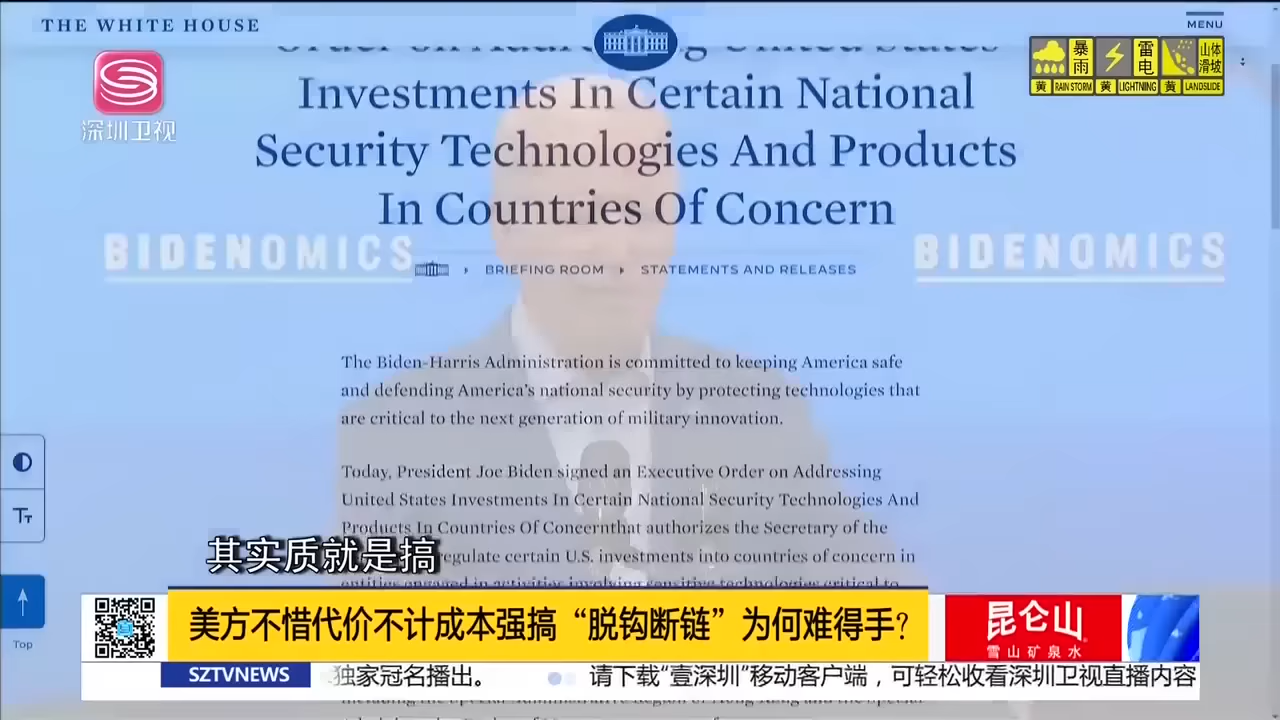 THE WHITE HOUSE
MENU
Investments In Certain National
Security Technologies And Products
In Countries Of Concern
深圳卫视
暴雨
雷电
山体滑坡
黄 RAIN STORM 黄 LIGHTNING 黄 LANDSLIDE
BIDENOMICS
BIDENOMICS
BRIEFING ROOM
STATEMENTS AND RELEASES
The Biden-Harris Administration is committed to keeping America safe
and defending America's national security by protecting technologies that
are critical to the next generation of military innovation.
Today, President Joe Biden signed an Executive Order on Addressing
United States Investments In Certain National Security Technologies And
Products In Countries Of Concernthat authorizes the Secretary of the
regulate certain U.S. investments into countries of concern in
entities engaged in activities involving sensitive technologies critical to
其实质就是搞
Top
美方不惜代价不计成本强搞“脱钩断链”为何难得手?
昆仑山
雪山矿泉水
SZTVNEWS
独家冠名播出。
请下载“壹深圳”移动客户端，可轻松收看深圳卫视直播内容